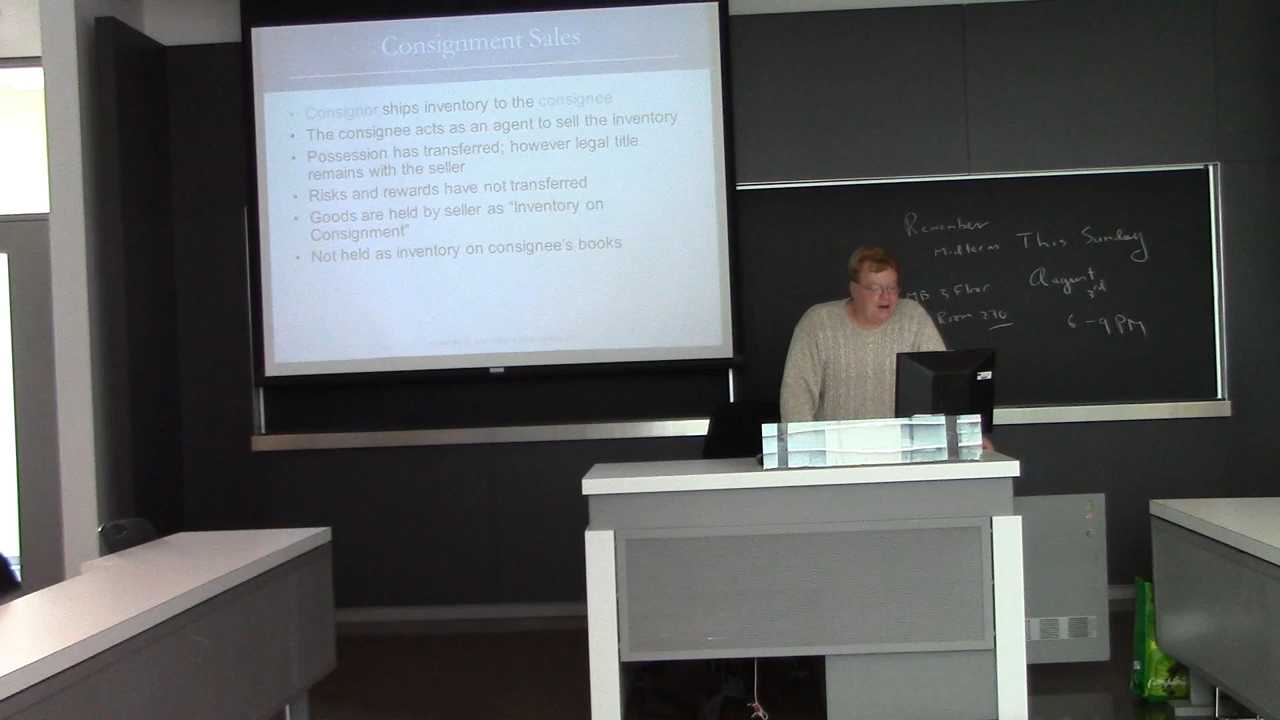 Consignment Sales
• Consignor ships inventory to the consignee
• The consignee acts as an agent to sell the inventory
• Possession has transferred; however legal title
remains with the seller
• Risks and rewards have not transferred
• Goods are held by seller as “Inventory on
Consignment”
• Not held as inventory on consignee’s books
Remember
Midterm This Sunday
August
3rd
MB 3 Floor
Room 270
6-9 PM